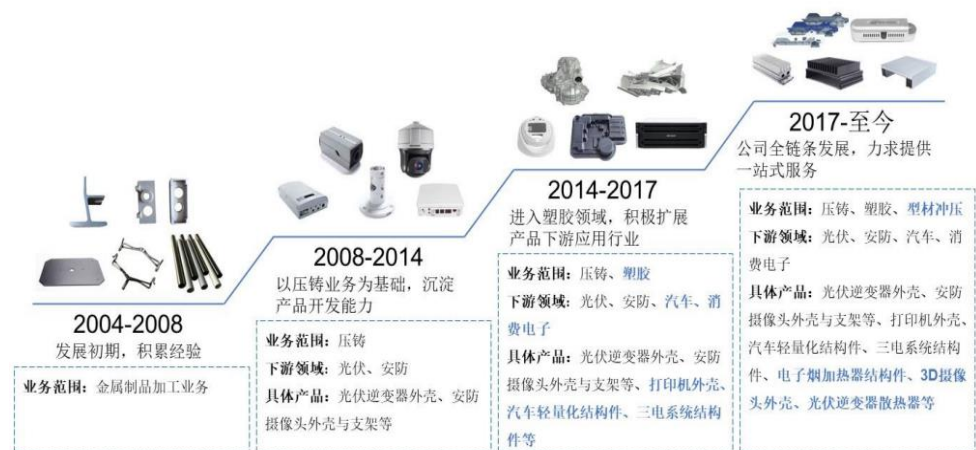 2004-2008
发展初期，积累经验
业务范围：金属制品加工业务
2008-2014
以压铸业务为基础，沉淀
产品开发能力
业务范围：压铸
下游领域：光伏、安防
具体产品：光伏逆变器外壳、安防
摄像头外壳与支架等
2014-2017
进入塑胶领域，积极扩展
产品下游应用行业
业务范围：压铸、塑胶
下游领域：光伏、安防、汽车、消
费电子
具体产品：光伏逆变器外壳、安防
摄像头外壳与支架等、打印机外壳、
汽车轻量化结构件、三电系统结构
件等
2017-至今
公司全链条发展，力求提供
一站式服务
业务范围：压铸、塑胶、型材冲压
下游领域：光伏、安防、汽车、消
费电子
具体产品：光伏逆变器外壳、安防
摄像头外壳与支架等、打印机外壳、
汽车轻量化结构件、三电系统结构
件、电子烟加热器结构件、3D摄像
头外壳、光伏逆变器散热器等